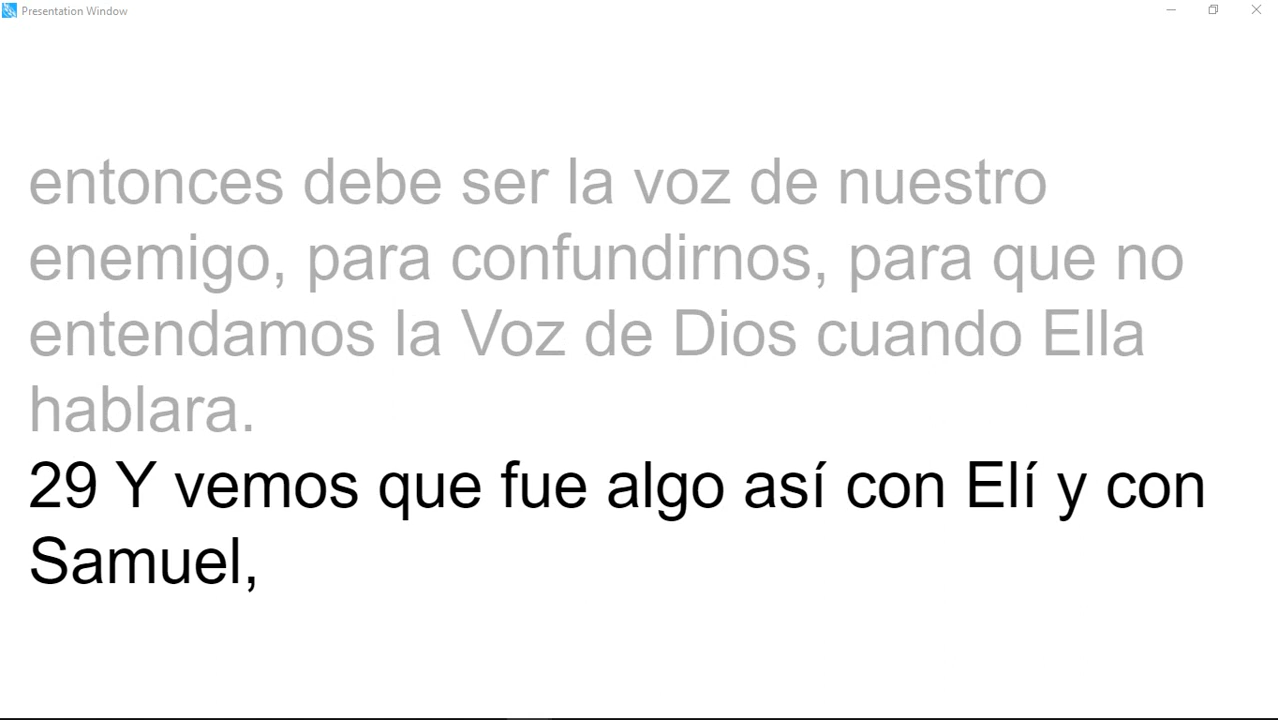 Presentation Window
entonces debe ser la voz de nuestro
enemigo, para confundirnos, para que no
entendamos la Voz de Dios cuando Ella
hablara.
29 Y vemos que fue algo así con Elí y con
Samuel,